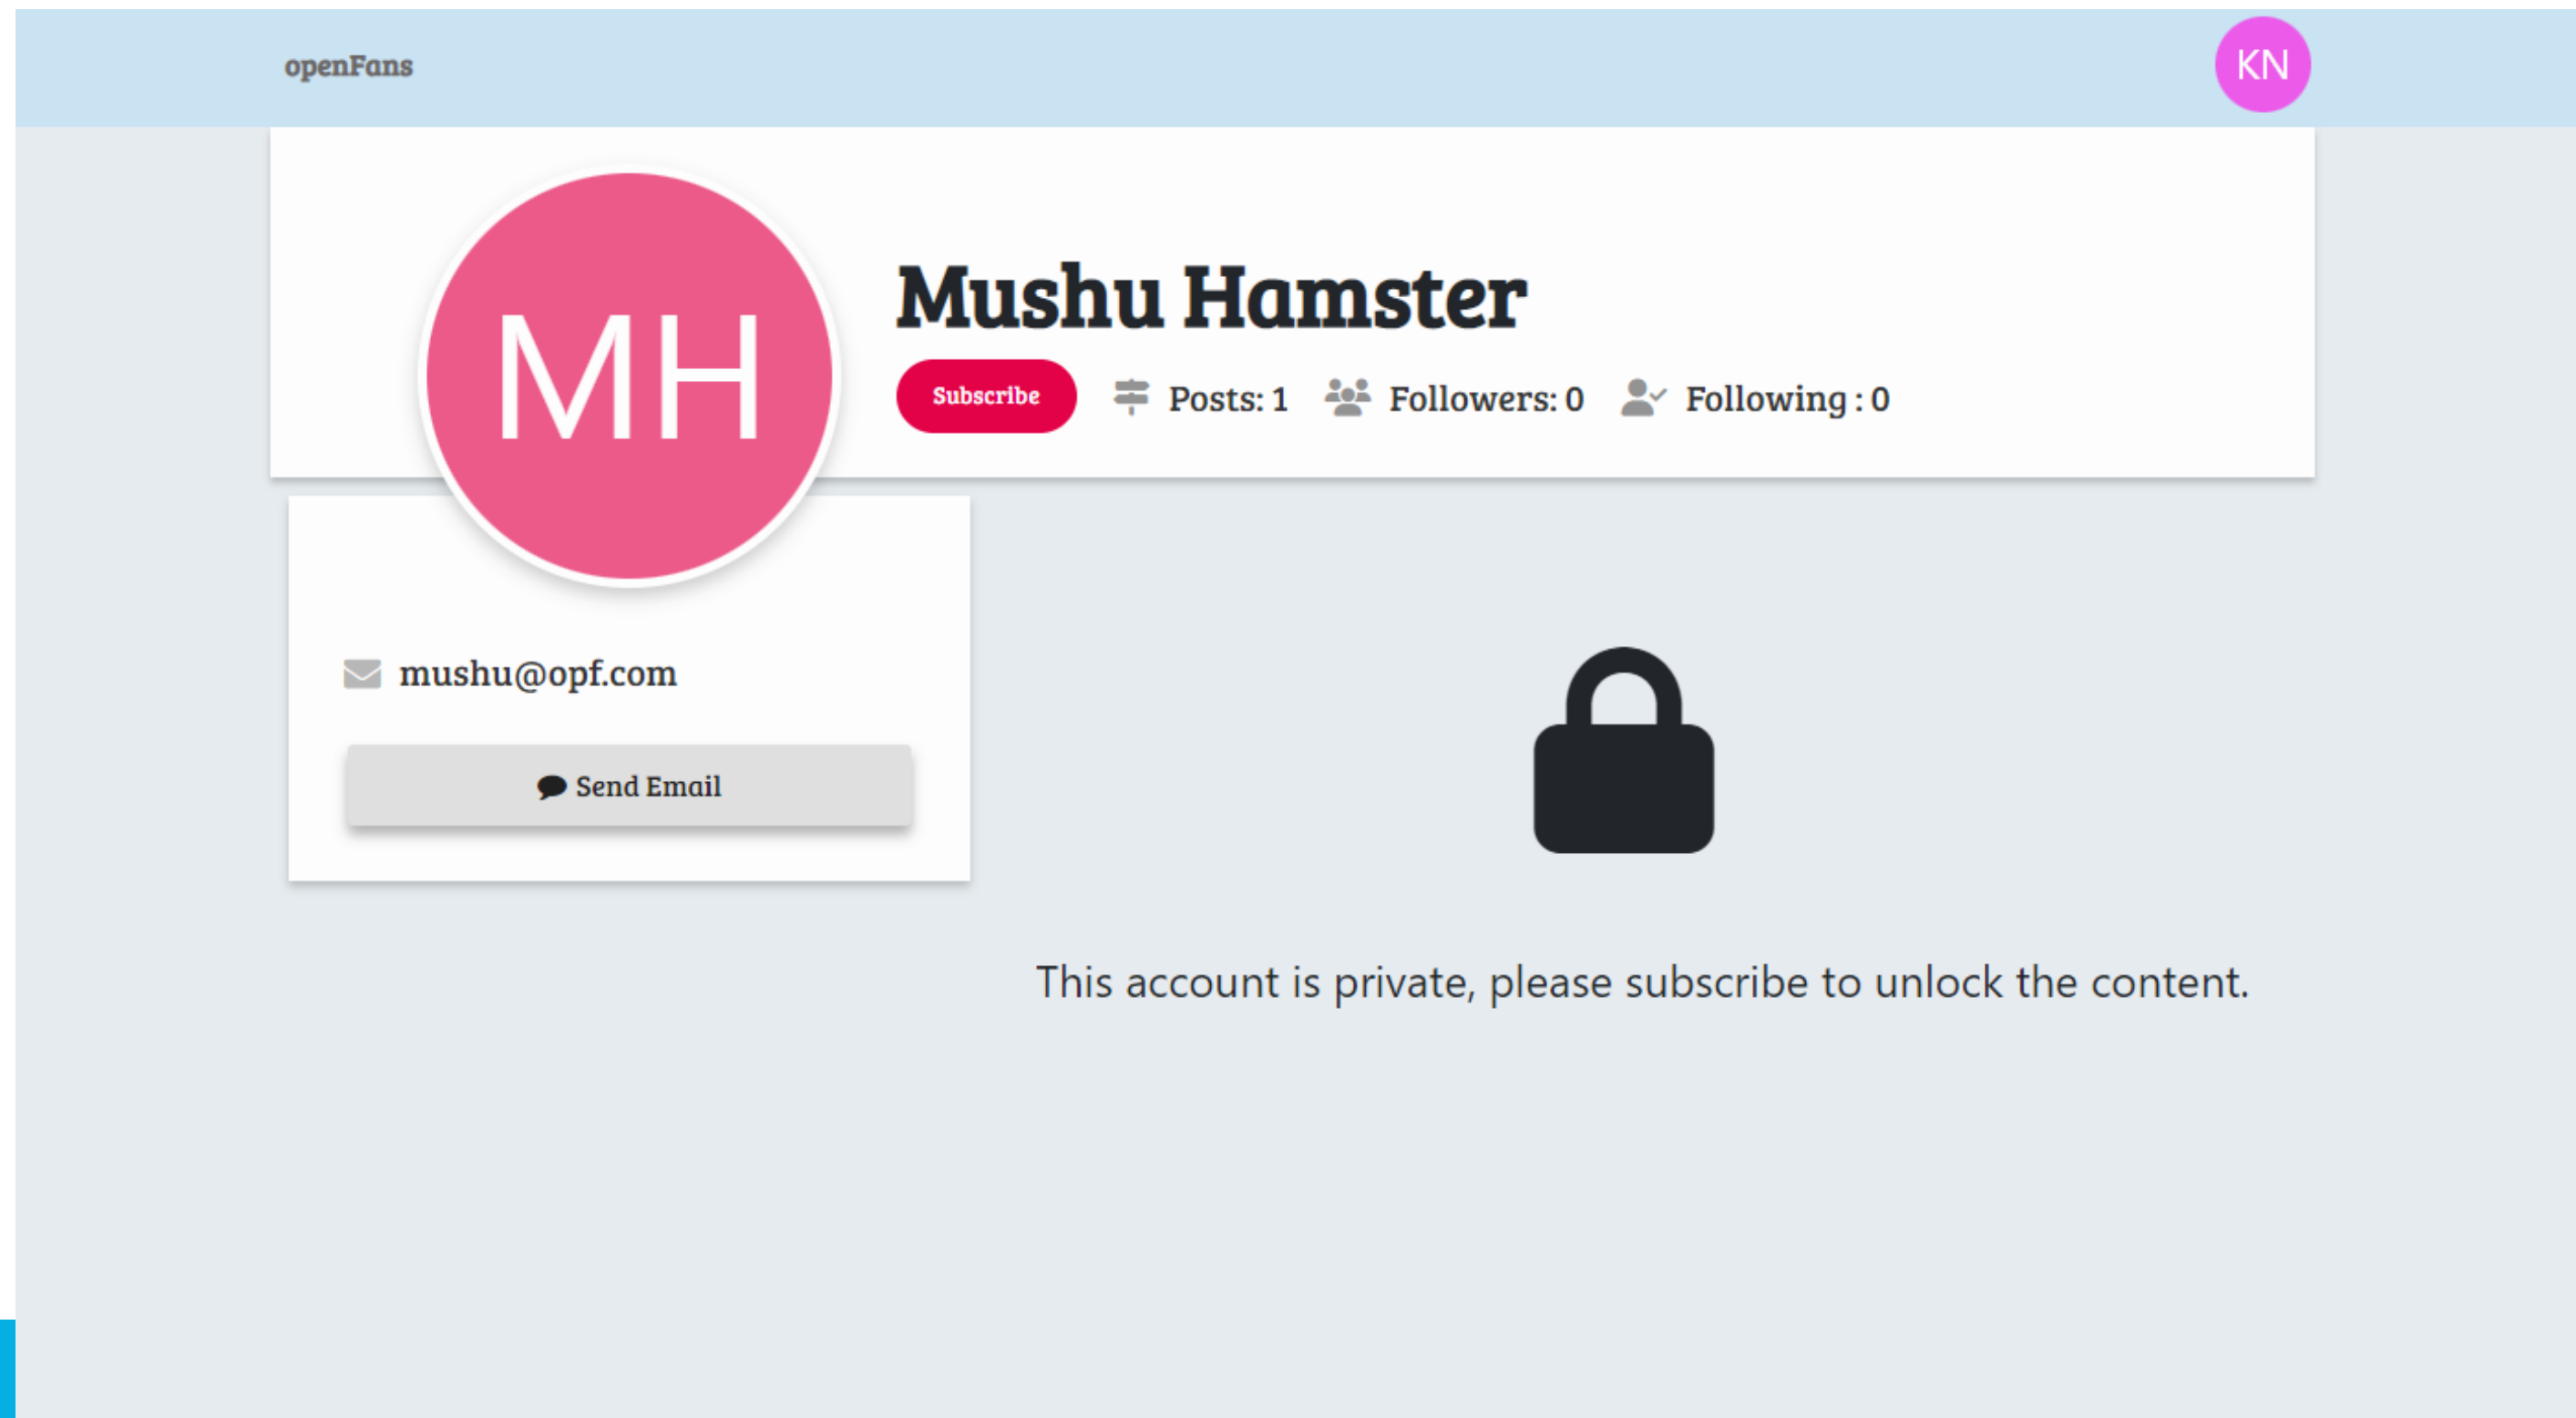 openFans
KN
MH
Mushu Hamster
Subscribe Posts: 1 Followers: 0 Following : 0
mushu@opf.com
Send Email
This account is private, please subscribe to unlock the content.